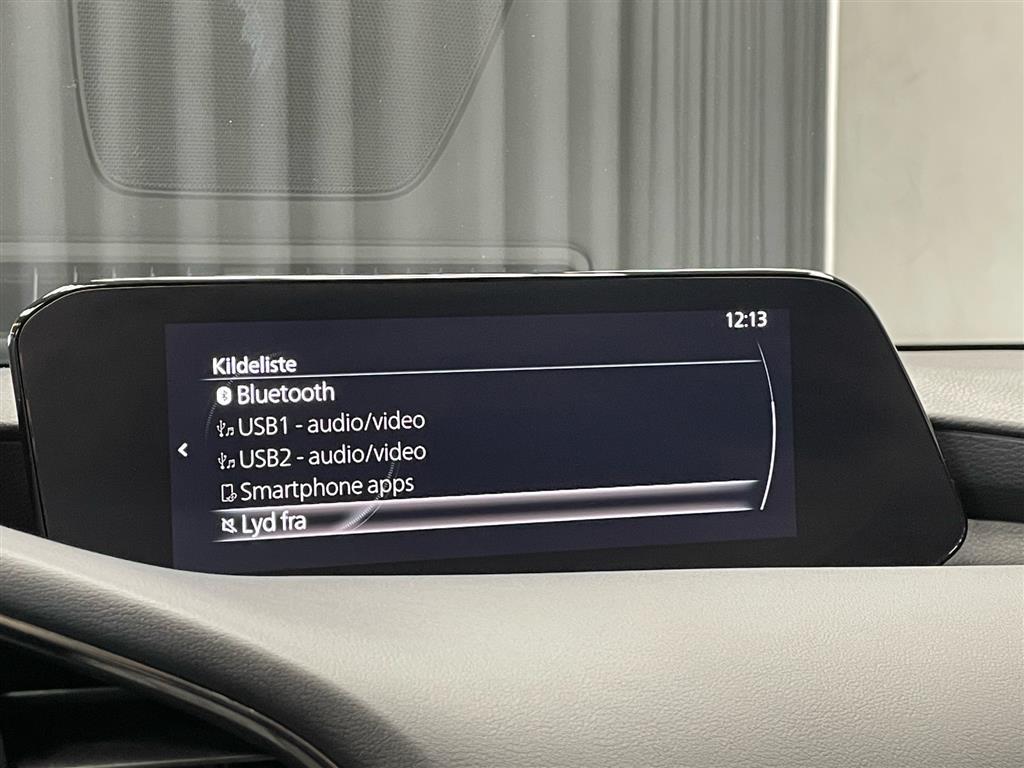 12:13
Kildeliste
Bluetooth
USB1 - audio/video
USB2 - audio/video
Smartphone apps
Lyd fra